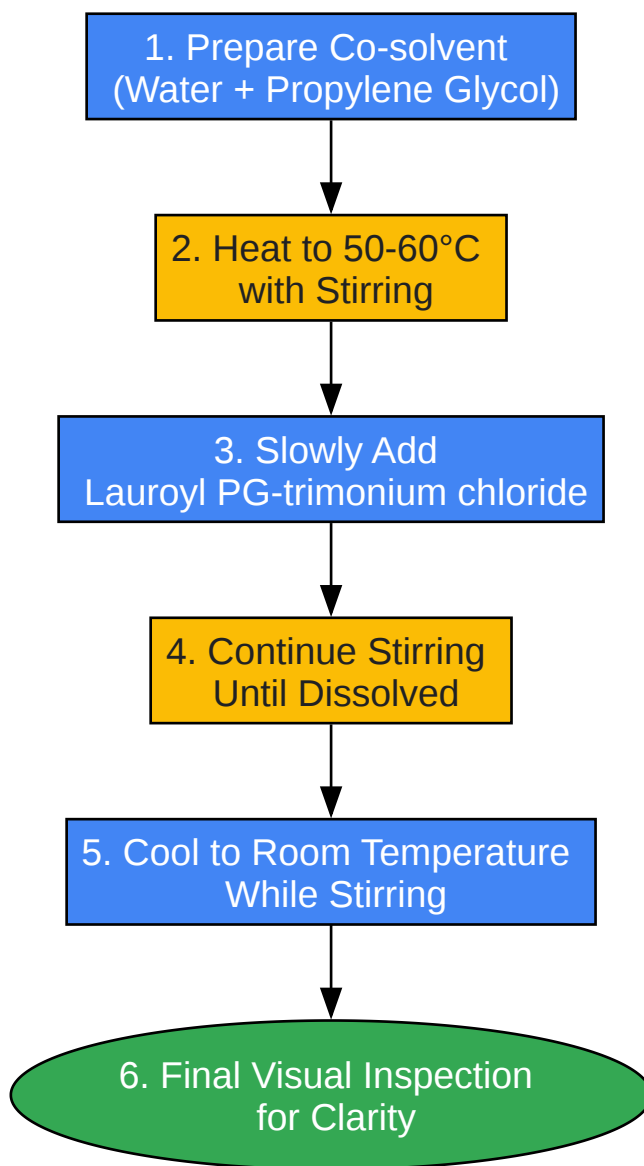 1. Prepare Co-solvent
(Water + Propylene Glycol)
2. Heat to 50-60°C
with Stirring
3. Slowly Add
Lauroyl PG-trimonium chloride
4. Continue Stirring
Until Dissolved
5. Cool to Room Temperature
While Stirring
6. Final Visual Inspection
for Clarity